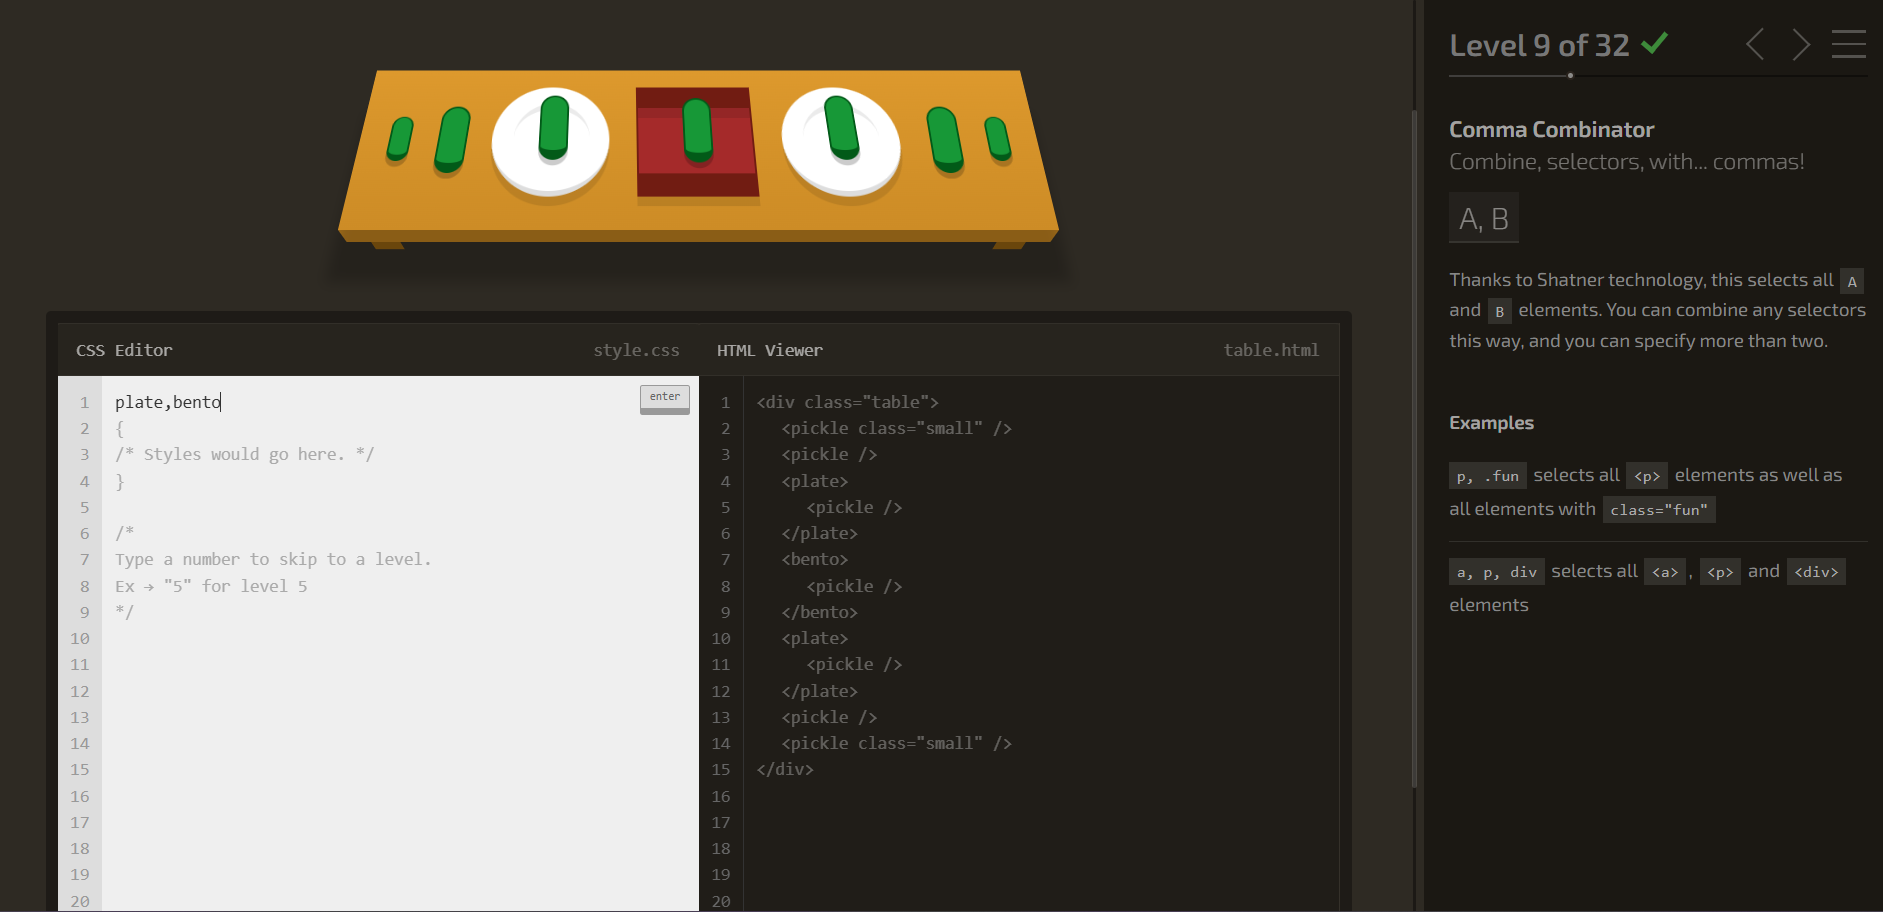 Level 9 of 32
Comma Combinator
Combine, selectors, with... commas!
A, B
Thanks to Shatner technology, this selects all A
and B elements. You can combine any selectors
this way, and you can specify more than two.
Examples
p, .fun selects all <p> elements as well as
all elements with class="fun"
a, p, div selects all <a>, <p> and <div>
elements
CSS Editor style.css
1 plate,bento enter
2 {
3 /* Styles would go here. */
4 }
5
6 /*
7 Type a number to skip to a level.
8 Ex → "5" for level 5
9 */
10
11
12
13
14
15
16
17
18
19
20
HTML Viewer table.html
1 <div class="table">
2 <pickle class="small" />
3 <pickle />
4 <plate>
5 <pickle />
6 </plate>
7 <bento>
8 <pickle />
9 </bento>
10 <plate>
11 <pickle />
12 </plate>
13 <pickle />
14 <pickle class="small" />
15 </div>
16
17
18
19
20